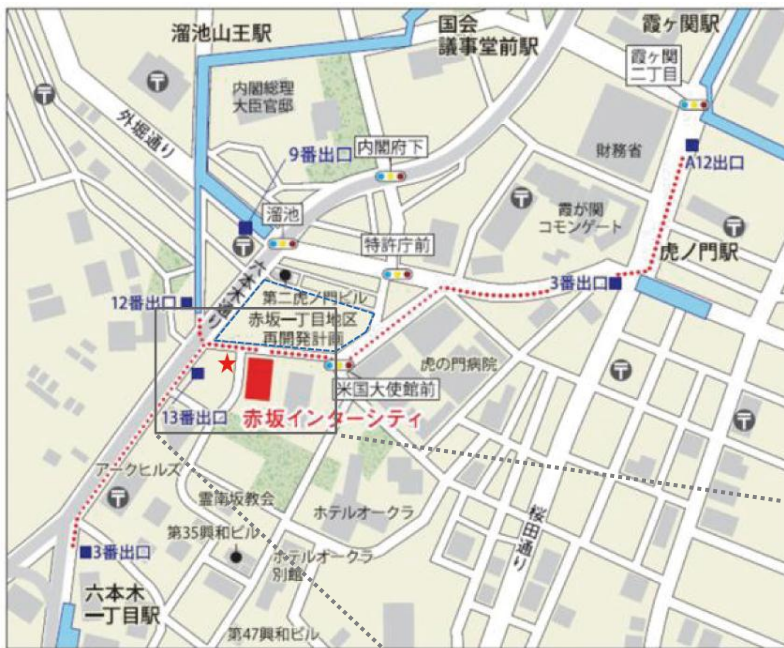 溜池山王駅
国会
議事堂前駅
霞ヶ関駅
霞ヶ関
二丁目
内閣総理
大臣官邸
外堀通り
9番出口
内閣府下
財務省
A12出口
溜池
特許庁前
霞が関
コモンゲート
虎ノ門駅
六本木通り
12番出口
第二虎ノ門ビル
赤坂一丁目地区
再開発計画
3番出口
虎の門病院
米国大使館前
13番出口
赤坂インターシティ
アークヒルズ
霊南坂教会
ホテルオークラ
桜田通り
第35興和ビル
3番出口
ホテルオークラ
別館
六本木
一丁目駅
第47興和ビル